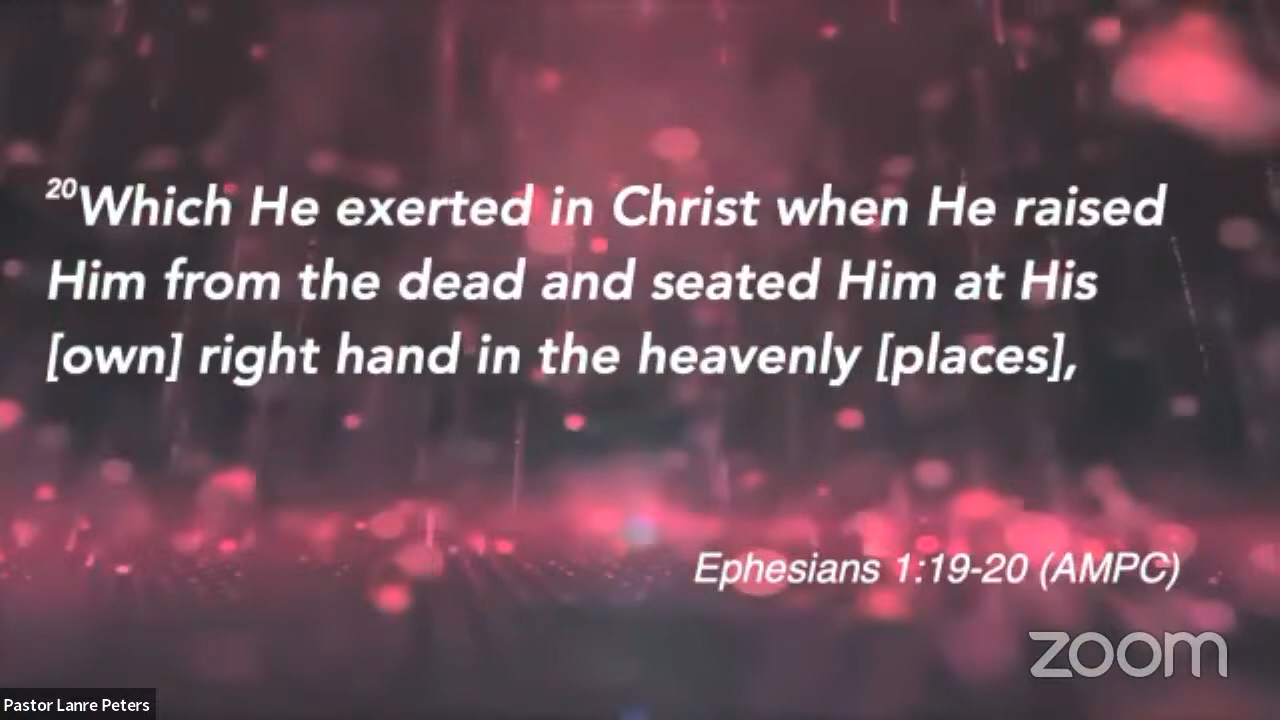 20Which He exerted in Christ when He raised
Him from the dead and seated Him at His
[own] right hand in the heavenly [places],
Ephesians 1:19-20 (AMPC)
zoom
Pastor Lanre Peters